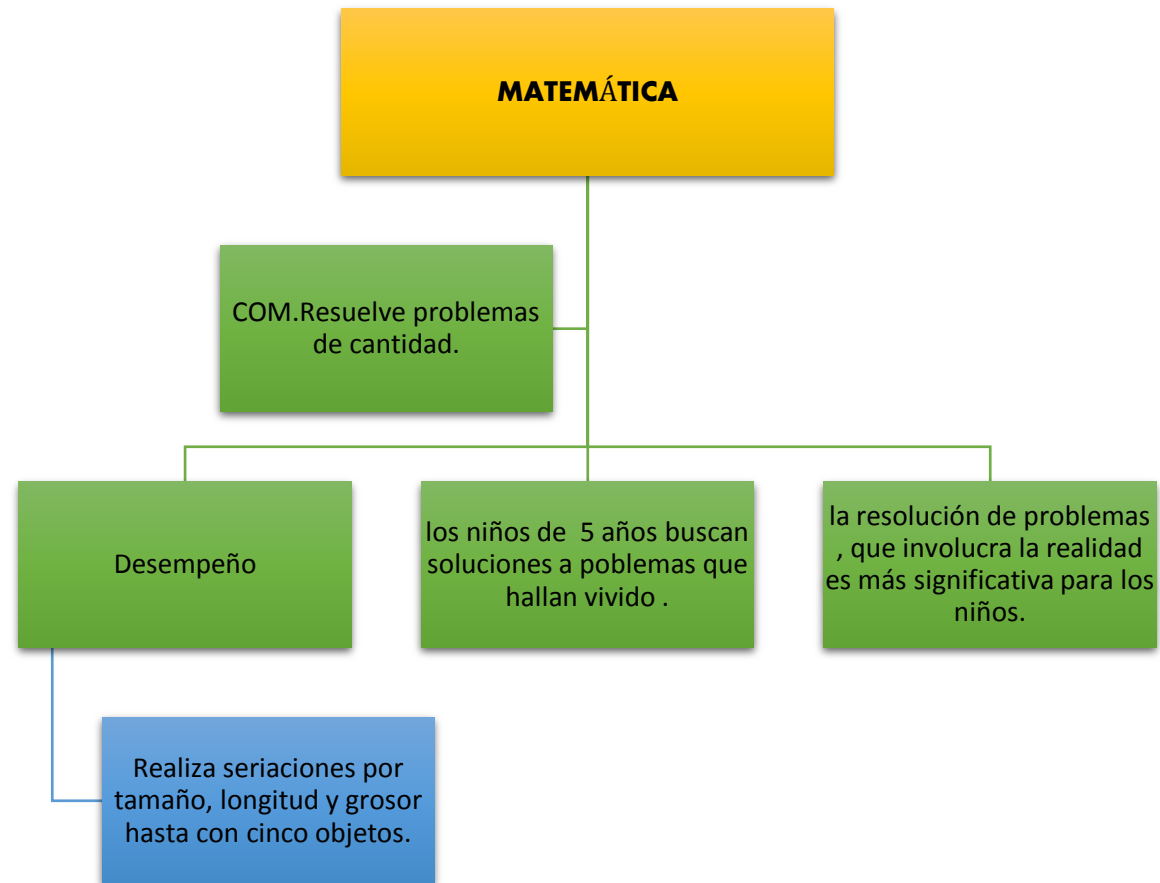 MATEMÁTICA
COM.Resuelve problemas
de cantidad.
Desempeño
los niños de 5 años buscan
soluciones a poblemas que
hallan vivido .
la resolución de problemas
, que involucra la realidad
es más significativa para los
niños.
Realiza seriaciones por
tamaño, longitud y grosor
hasta con cinco objetos.